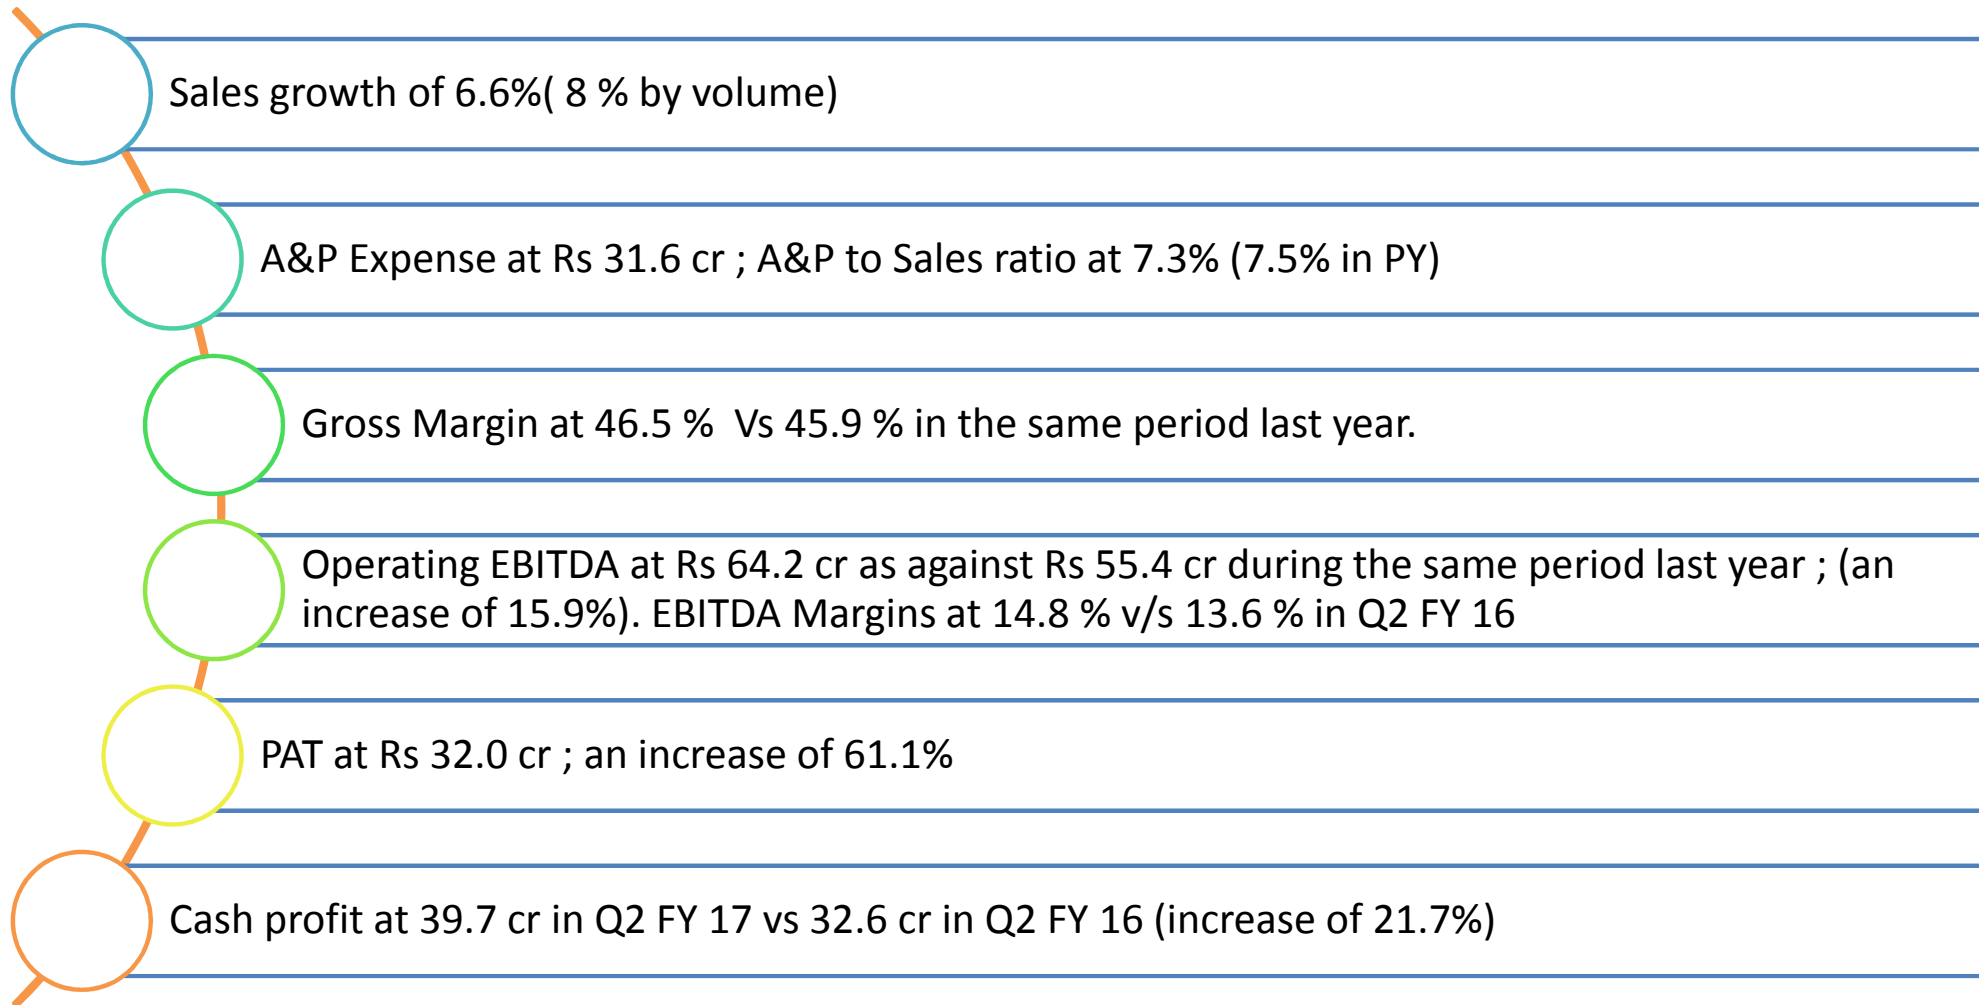 Sales growth of 6.6%( 8 % by volume)
A&P Expense at Rs 31.6 cr ; A&P to Sales ratio at 7.3% (7.5% in PY)
Gross Margin at 46.5 %  Vs 45.9 % in the same period last year.
Operating EBITDA at Rs 64.2 cr as against Rs 55.4 cr during the same period last year ; (an
increase of 15.9%). EBITDA Margins at 14.8 % v/s 13.6 % in Q2 FY 16
PAT at Rs 32.0 cr ; an increase of 61.1%
Cash profit at 39.7 cr in Q2 FY 17 vs 32.6 cr in Q2 FY 16 (increase of 21.7%)